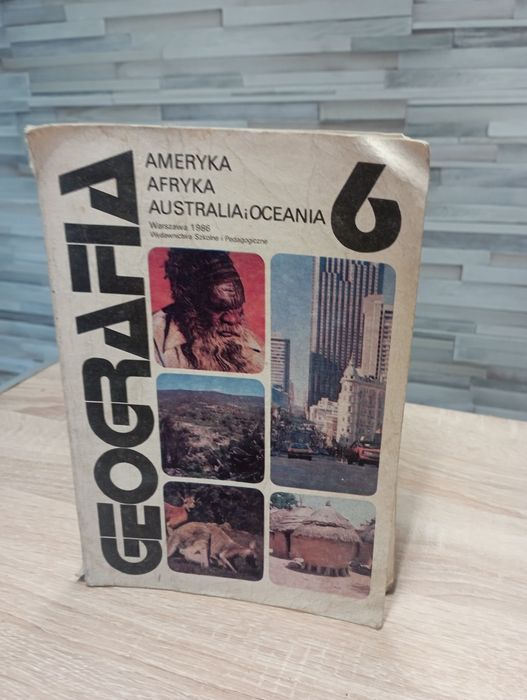 GEOGRAFIA
AMERYKA
AFRYKA
AUSTRALIA i OCEANIA
6
Warszawa 1986
Wydawnictwa Szkolne i Pedagogiczne